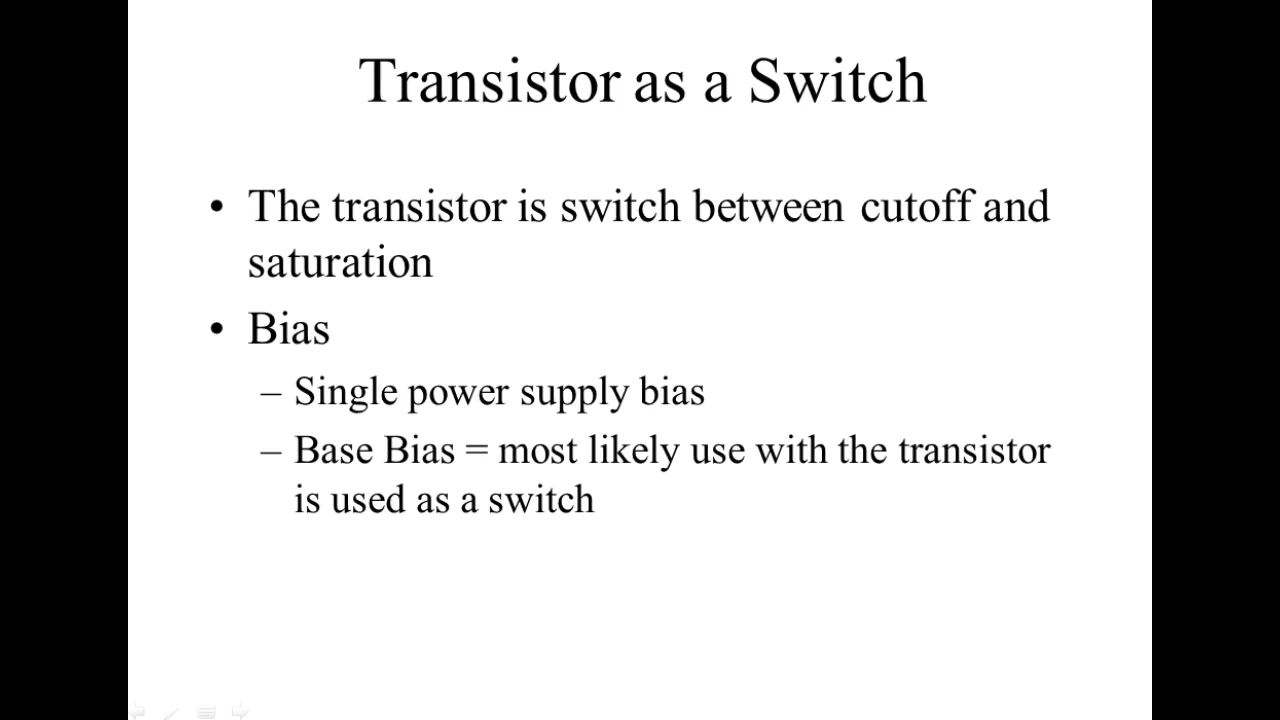 Transistor as a Switch
• The transistor is switch between cutoff and
saturation
• Bias
– Single power supply bias
– Base Bias = most likely use with the transistor
is used as a switch